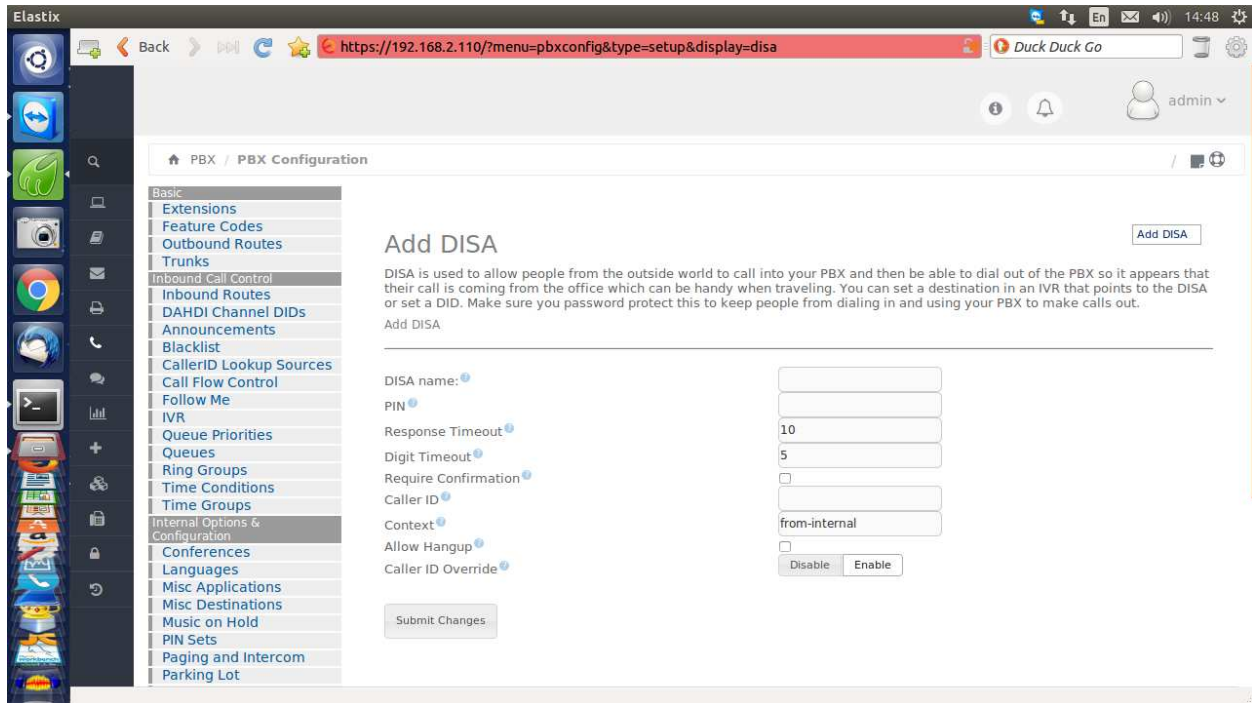 Elastix
En
14:48
Back
https://192.168.2.110/?menu=pbxconfig&type=setup&display=disa
Duck Duck Go
admin
PBX / PBX Configuration
/
Basic
Extensions
Feature Codes
Outbound Routes
Trunks
Inbound Call Control
Inbound Routes
DAHDI Channel DIDs
Announcements
Blacklist
CallerID Lookup Sources
Call Flow Control
Follow Me
IVR
Queue Priorities
Queues
Ring Groups
Time Conditions
Time Groups
Internal Options &
Configuration
Conferences
Languages
Misc Applications
Misc Destinations
Music on Hold
PIN Sets
Paging and Intercom
Parking Lot
Add DISA
Add DISA
DISA is used to allow people from the outside world to call into your PBX and then be able to dial out of the PBX so it appears that
their call is coming from the office which can be handy when traveling. You can set a destination in an IVR that points to the DISA
or set a DID. Make sure you password protect this to keep people from dialing in and using your PBX to make calls out.
Add DISA
DISA name:
PIN
Response Timeout 10
Digit Timeout 5
Require Confirmation
Caller ID
Context from-internal
Allow Hangup
Caller ID Override Disable Enable
Submit Changes